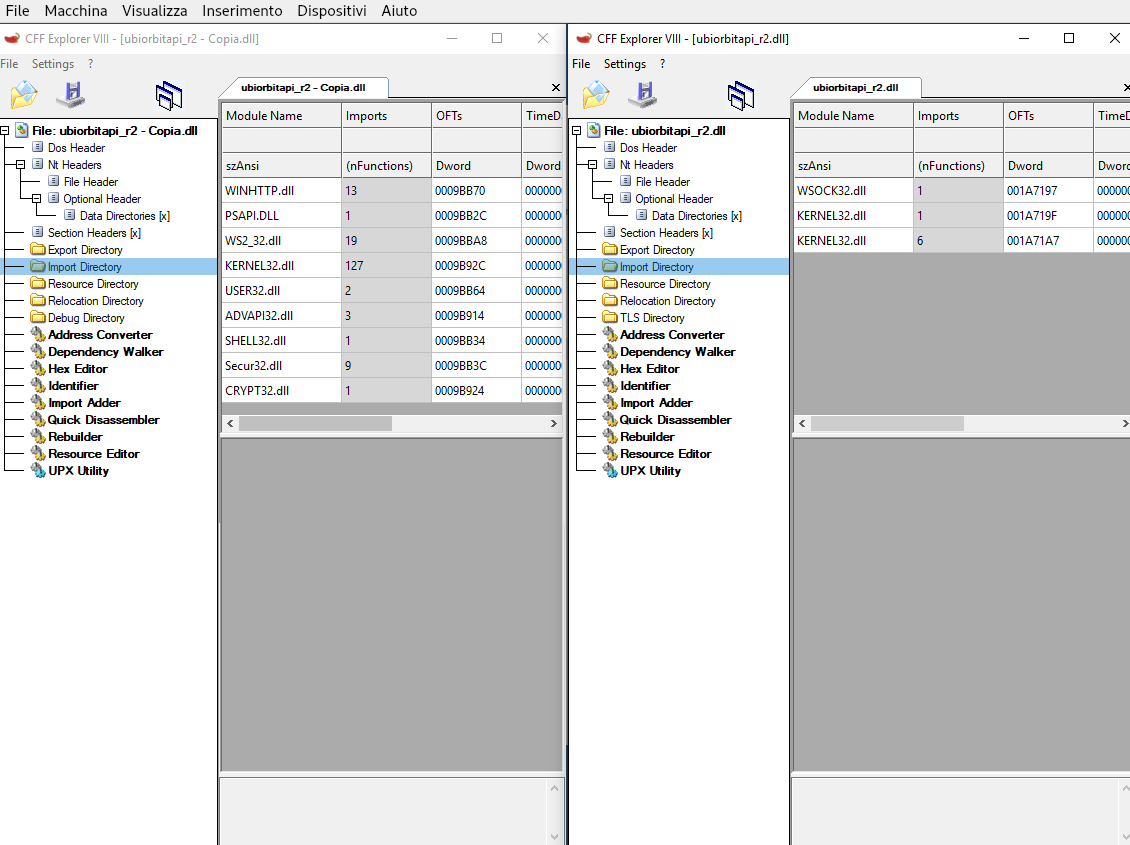 File Macchina Visualizza Inserimento Dispositivi Aiuto
CFF Explorer VIII - [ubiorbitapi_r2 - Copia.dll]
File Settings ?
ubiorbitapi_r2 - Copia.dll
File: ubiorbitapi_r2 - Copia.dll
Dos Header
Nt Headers
File Header
Optional Header
Data Directories [x]
Section Headers [x]
Export Directory
Import Directory
Resource Directory
Relocation Directory
Debug Directory
Address Converter
Dependency Walker
Hex Editor
Identifier
Import Adder
Quick Disassembler
Rebuilder
Resource Editor
UPX Utility
Module Name Imports OFTs TimeD
szAnsi (nFunctions) Dword Dword
WINHTTP.dll 13 0009BB70 000000
PSAPI.DLL 1 0009BB2C 000000
WS2_32.dll 19 0009BBA8 000000
KERNEL32.dll 127 0009B92C 000000
USER32.dll 2 0009BB64 000000
ADVAPI32.dll 3 0009B914 000000
SHELL32.dll 1 0009BB34 000000
Secur32.dll 9 0009BB3C 000000
CRYPT32.dll 1 0009B924 000000
CFF Explorer VIII - [ubiorbitapi_r2.dll]
File Settings ?
ubiorbitapi_r2.dll
File: ubiorbitapi_r2.dll
Dos Header
Nt Headers
File Header
Optional Header
Data Directories [x]
Section Headers [x]
Export Directory
Import Directory
Resource Directory
Relocation Directory
TLS Directory
Address Converter
Dependency Walker
Hex Editor
Identifier
Import Adder
Quick Disassembler
Rebuilder
Resource Editor
UPX Utility
Module Name Imports OFTs TimeD
szAnsi (nFunctions) Dword Dword
WSOCK32.dll 1 001A7197 00000
KERNEL32.dll 1 001A719F 00000
KERNEL32.dll 6 001A71A7 00000